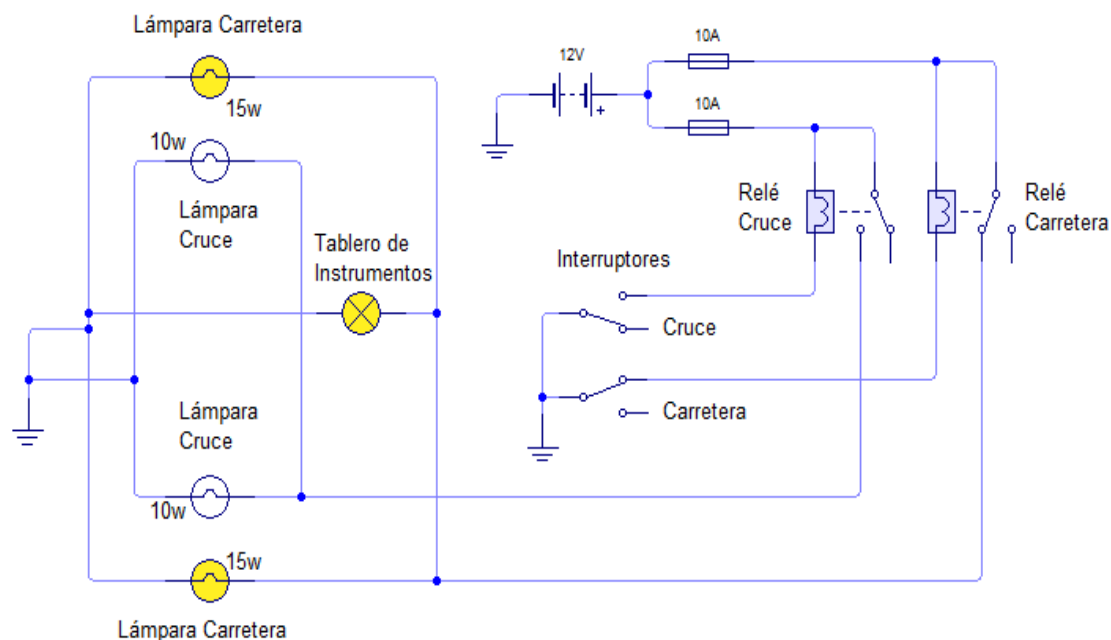 Lámpara Carretera
15w
10w
Lámpara
Cruce
Tablero de
Instrumentos
Lámpara
Cruce
10w
15w
Lámpara Carretera
12V
+
10A
10A
Relé
Cruce
Relé
Carretera
Interruptores
Cruce
Carretera